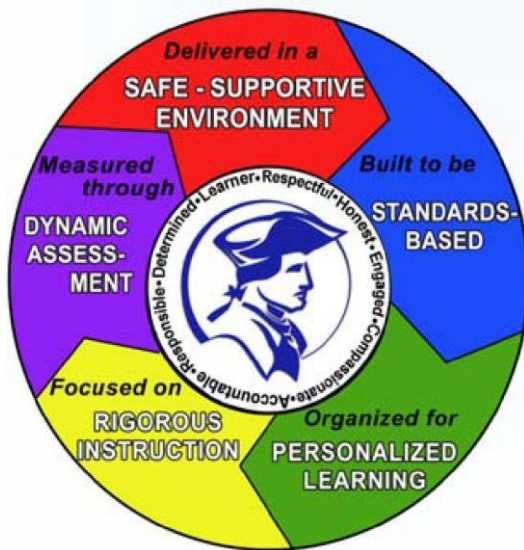 Delivered in a
SAFE - SUPPORTIVE
ENVIRONMENT
Built to be
STANDARDS-
BASED
Organized for
PERSONALIZED
LEARNING
Focused on
RIGOROUS
INSTRUCTION
Measured
through
DYNAMIC
ASSESS-
MENT
Learner•Respectful•Honest•Engaged•Compassionate•Accountable•Responsible•Determined•